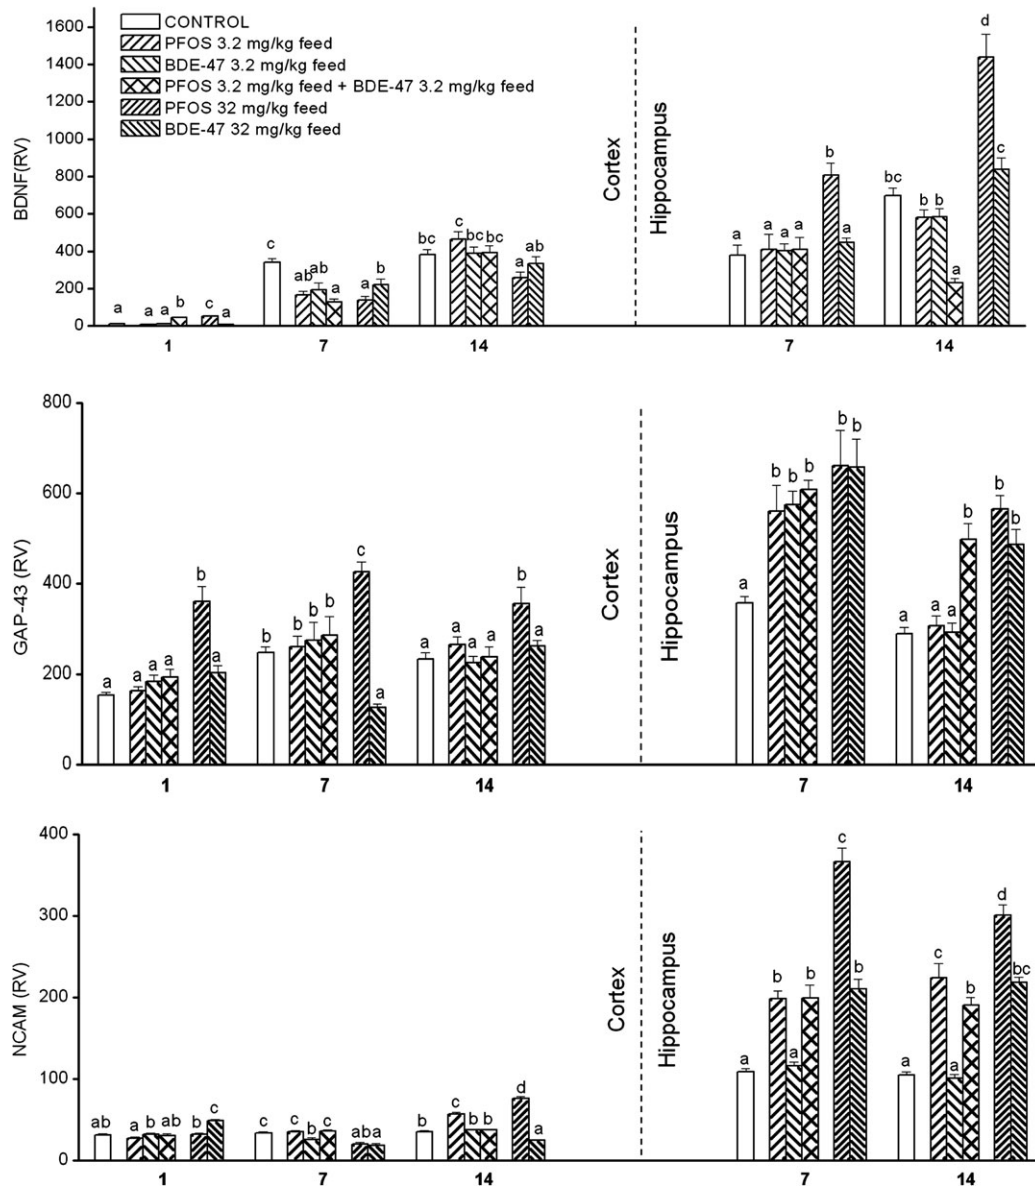 1600
1400
1200
1000
800
600
400
200
0
BDNF(RV)
CONTROL
PFOS 3.2 mg/kg feed
BDE-47 3.2 mg/kg feed
PFOS 3.2 mg/kg feed + BDE-47 3.2 mg/kg feed
PFOS 32 mg/kg feed
BDE-47 32 mg/kg feed
Cortex
Hippocampus
a a a b c a
c ab ab a a b
bc c bc bc a ab
a a a a b a
bc b b a d c
1 7 14 7 14
800
600
400
200
0
GAP-43 (RV)
Cortex
Hippocampus
a a a a b a
b b b b c a
a a a a b a
a b b b b b
a a a b b b
1 7 14 7 14
400
300
200
100
0
NCAM (RV)
Cortex
Hippocampus
ab a b ab b c
c c b c ab a
b c b b d a
a b a b c b
a c a b d bc
1 7 14 7 14